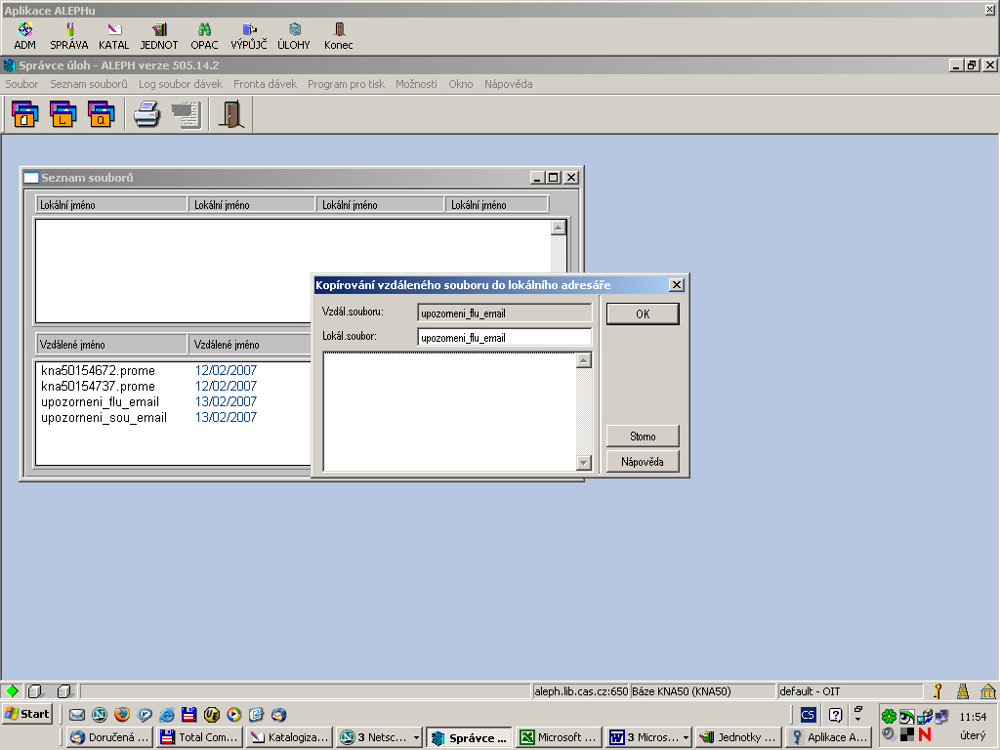 Aplikace ALEPHu
ADM SPRÁVA KATAL JEDNOT OPAC VÝPŮJČ ÚLOHY Konec
Správce úloh - ALEPH verze 505.14.2
Soubor Seznam souborů Log soubor dávek Fronta dávek Program pro tisk Možnosti Okno Nápověda
L Q
Seznam souborů
Lokální jméno Lokální jméno Lokální jméno Lokální jméno
Kopírování vzdáleného souboru do lokálního adresáře
Vzdál.souboru: upozorneni_flu_email OK
Lokál.soubor: upozorneni_flu_email
Vzdálené jméno Vzdálené jméno
kna50154672.prome 12/02/2007
kna50154737.prome 12/02/2007
upozorneni_flu_email 13/02/2007
upozorneni_sou_email 13/02/2007
Storno
Nápověda
aleph.lib.cas.cz:650 Báze KNA50 (KNA50) default - OIT
Start CS 11:54
Doručená ... Total Com... Katalogiza... 3 Netsc... Správce ... Microsoft ... 3 Micros... Jednotky ... Aplikace A... úterý